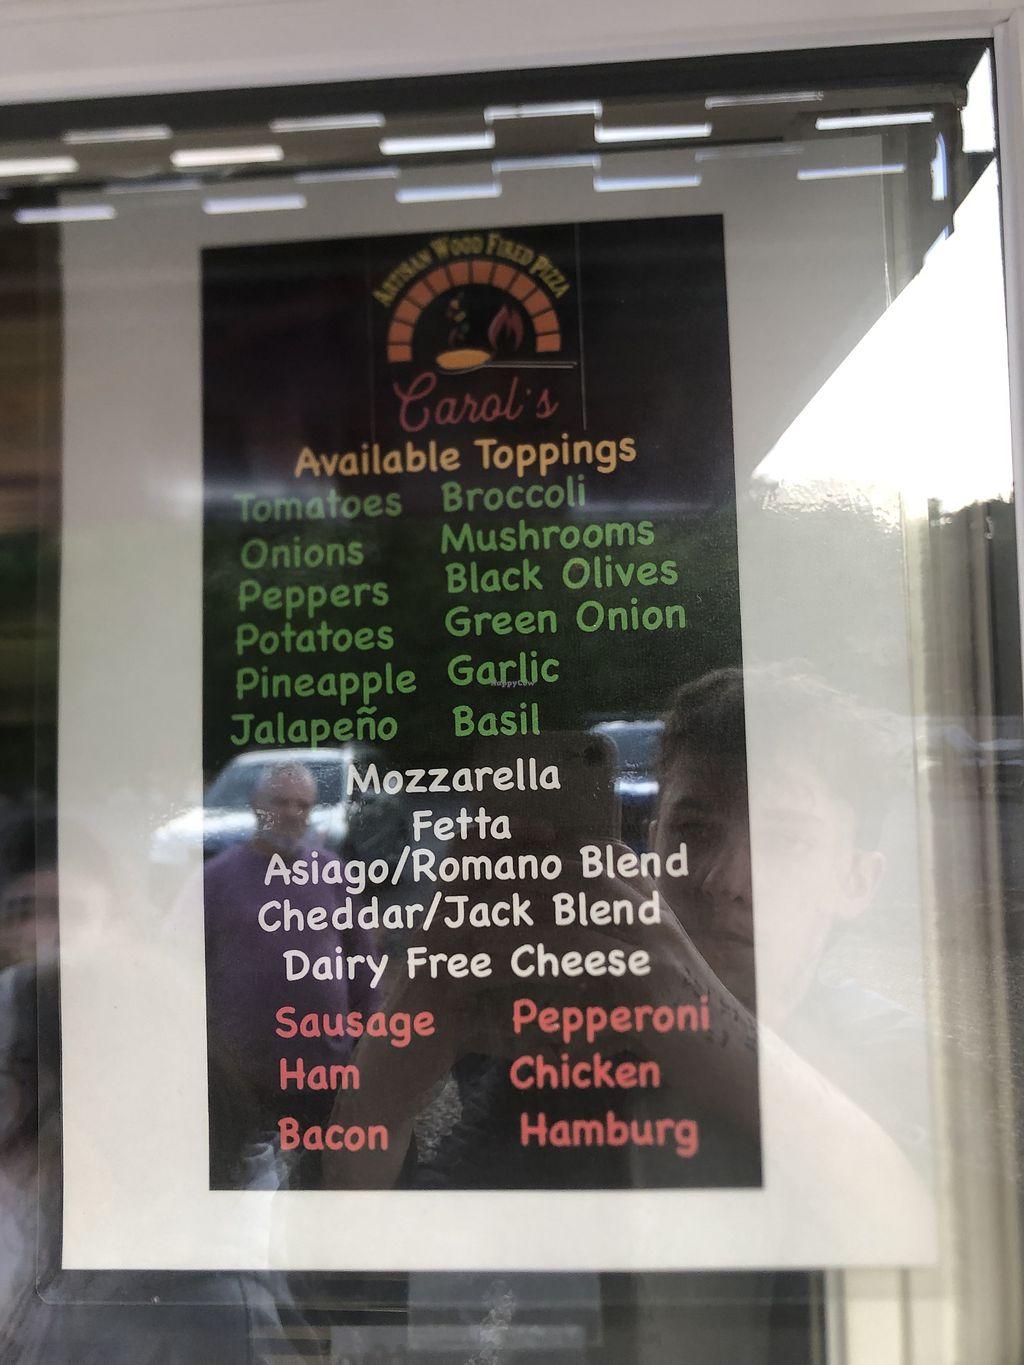 Artisan Wood Fired Pizza
Carol's
Available Toppings
Tomatoes Broccoli
Onions Mushrooms
Peppers Black Olives
Potatoes Green Onion
Pineapple Garlic
Jalapeño Basil
Mozzarella
Fetta
Asiago/Romano Blend
Cheddar/Jack Blend
Dairy Free Cheese
Sausage Pepperoni
Ham Chicken
Bacon Hamburg
HappyCow